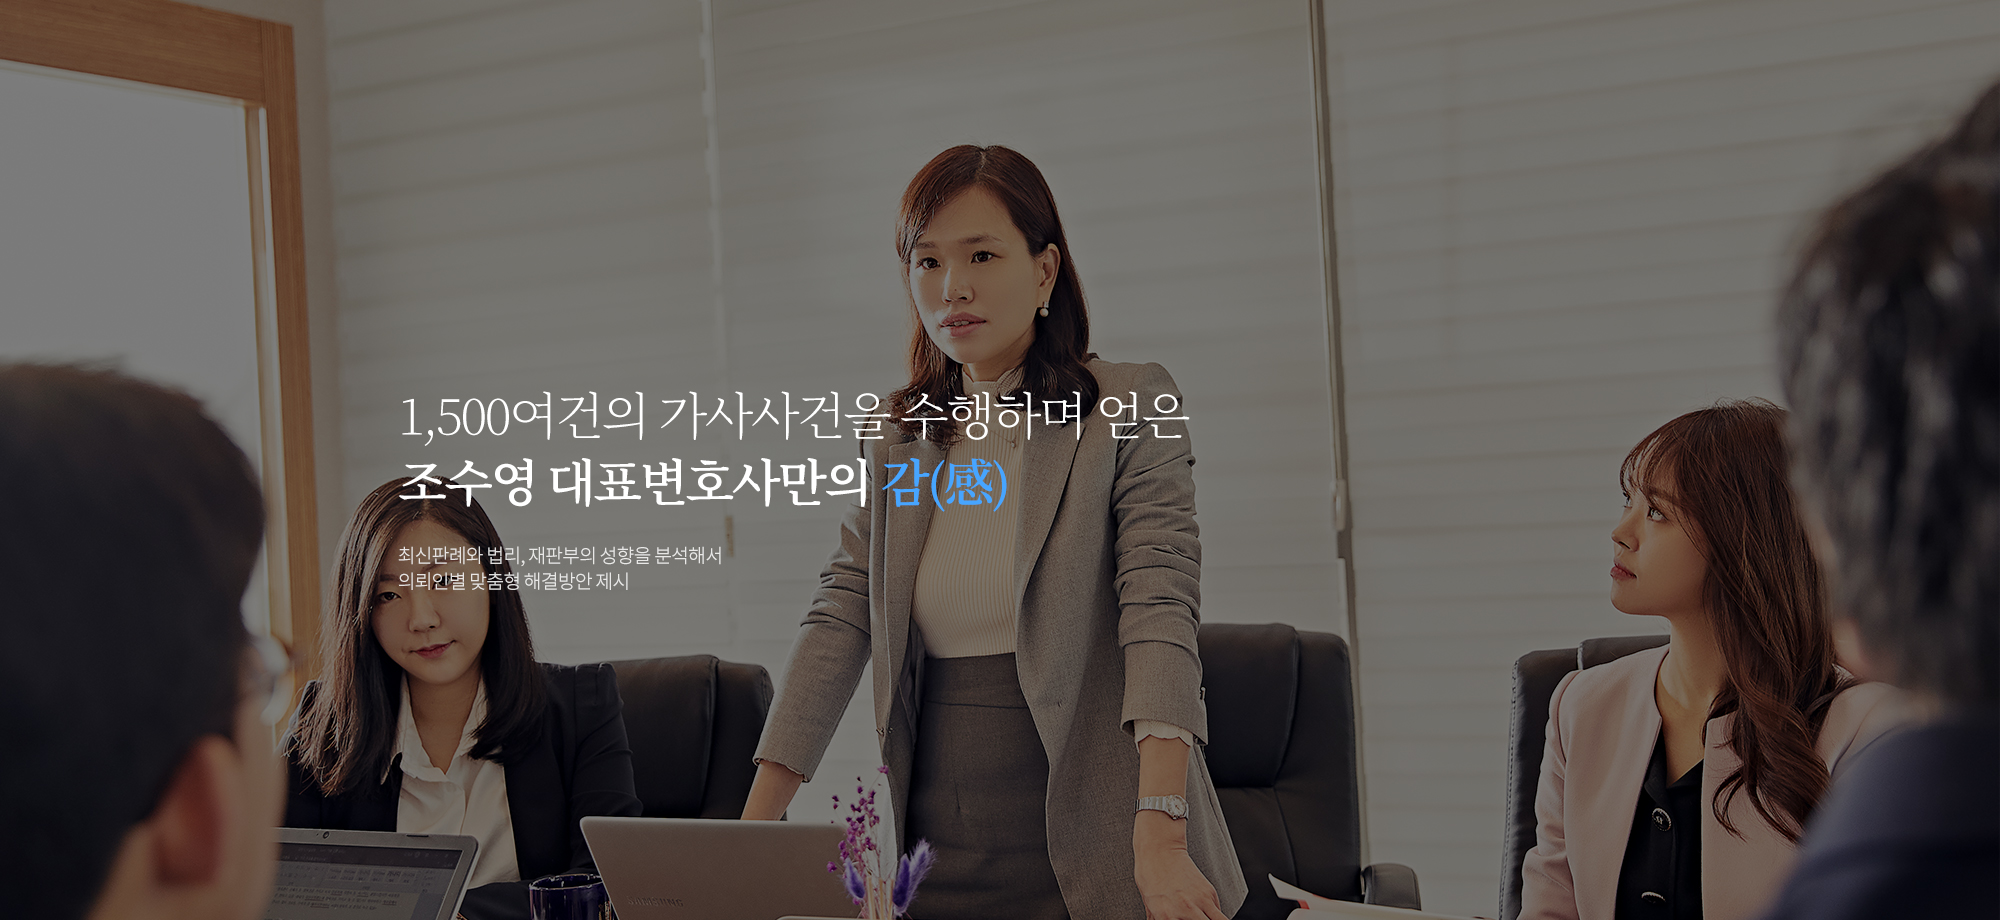 1,500여건의 가사사건을 수행하며 얻은
조수영 대표변호사만의 감(感)
최신판례와 법리, 재판부의 성향을 분석해서
의뢰인별 맞춤형 해결방안 제시
SAMSUNG